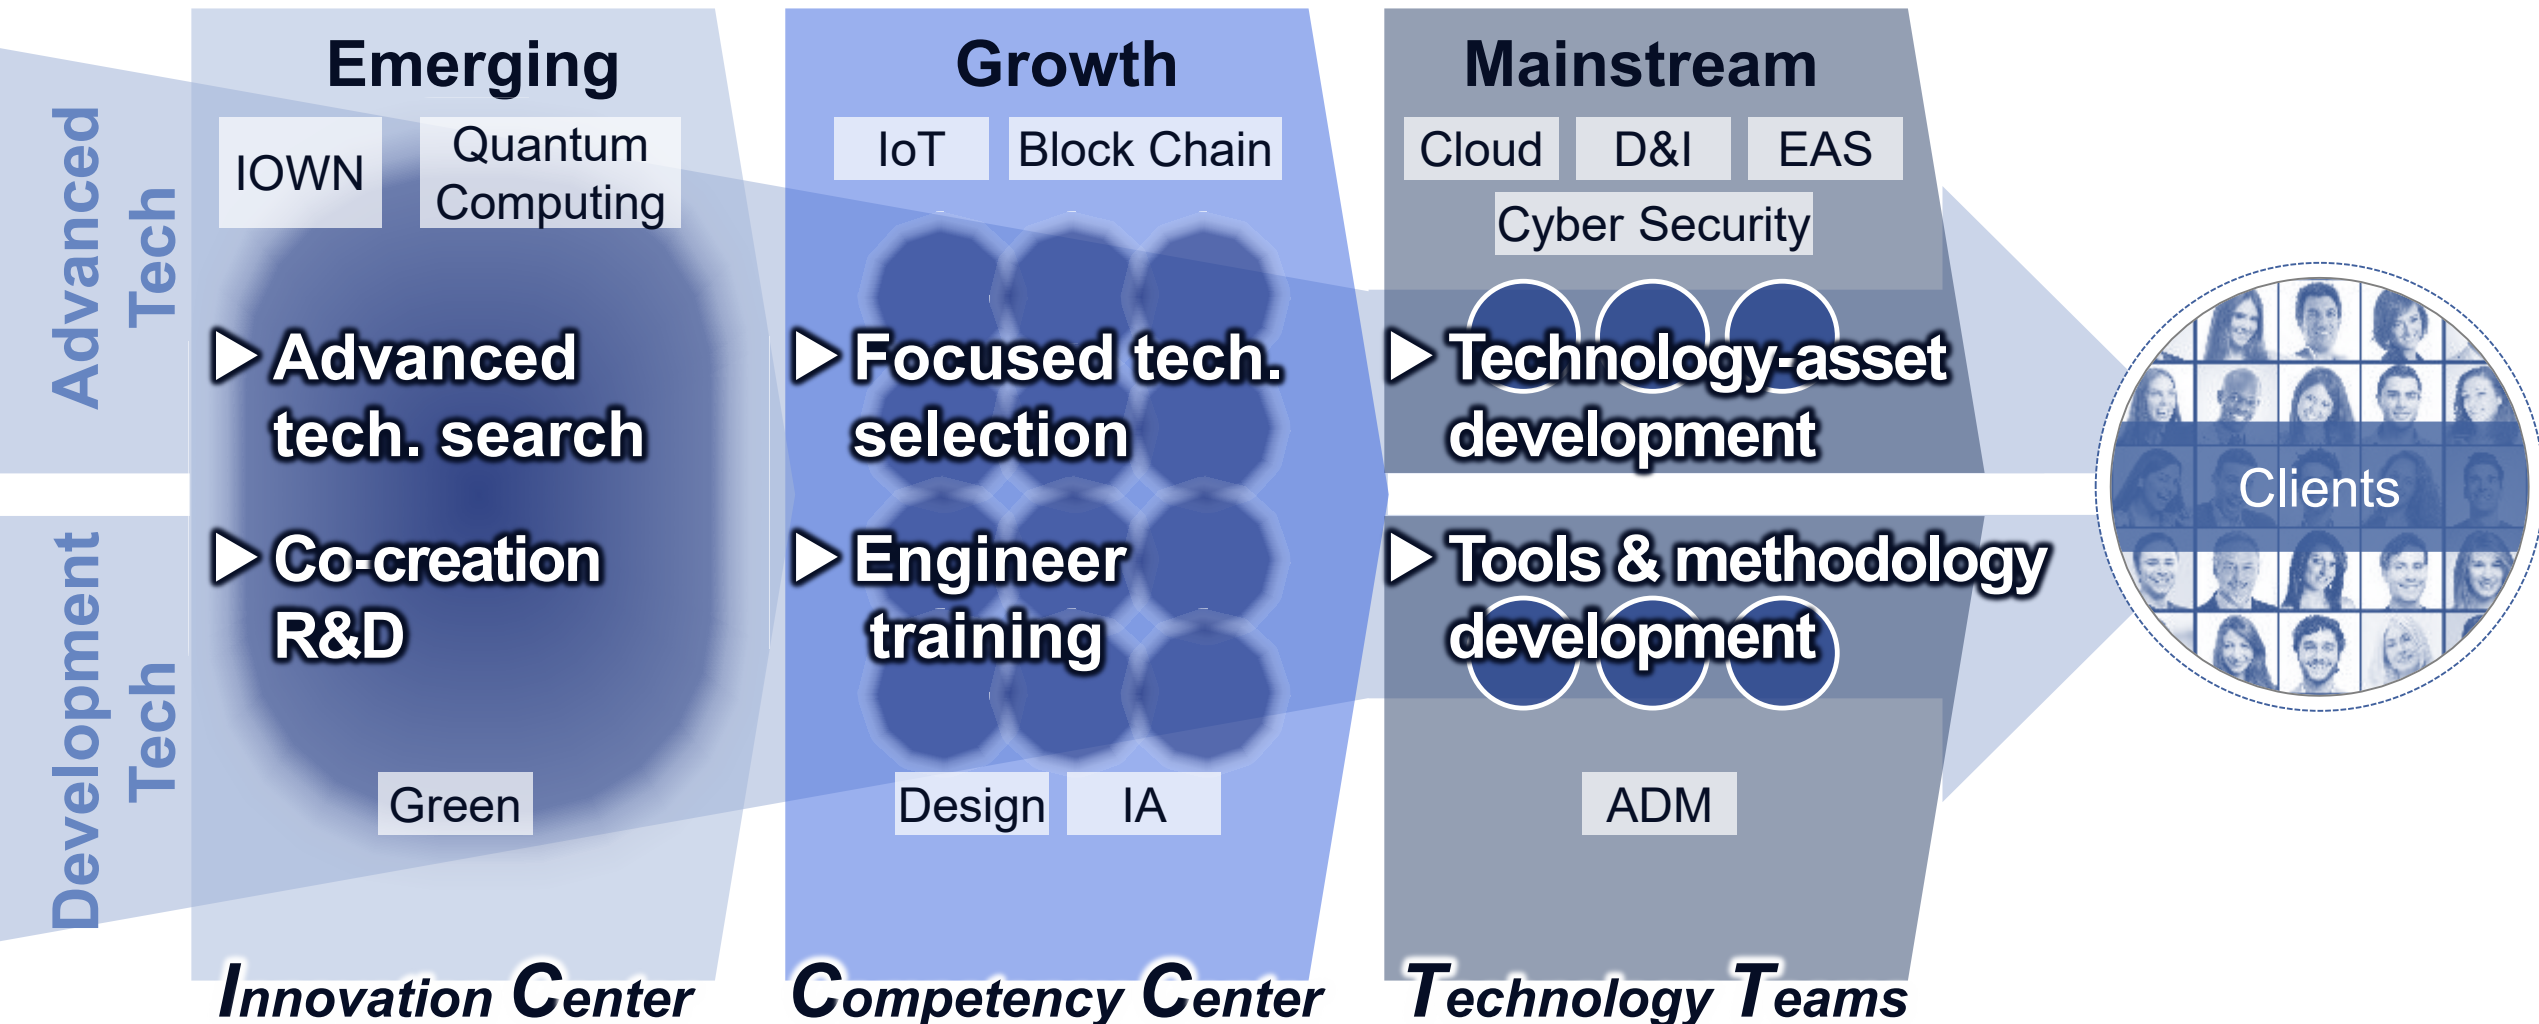 Advanced
Tech
Development
Tech
Emerging
IOWN
Quantum
Computing
▶ Advanced
tech. search
▶ Co-creation
R&D
Green
Innovation Center
Growth
IoT
Block Chain
▶ Focused tech.
selection
▶ Engineer
training
Design
IA
Competency Center
Mainstream
Cloud
D&I
EAS
Cyber Security
▶ Technology-asset
development
▶ Tools & methodology
development
ADM
Technology Teams
Clients